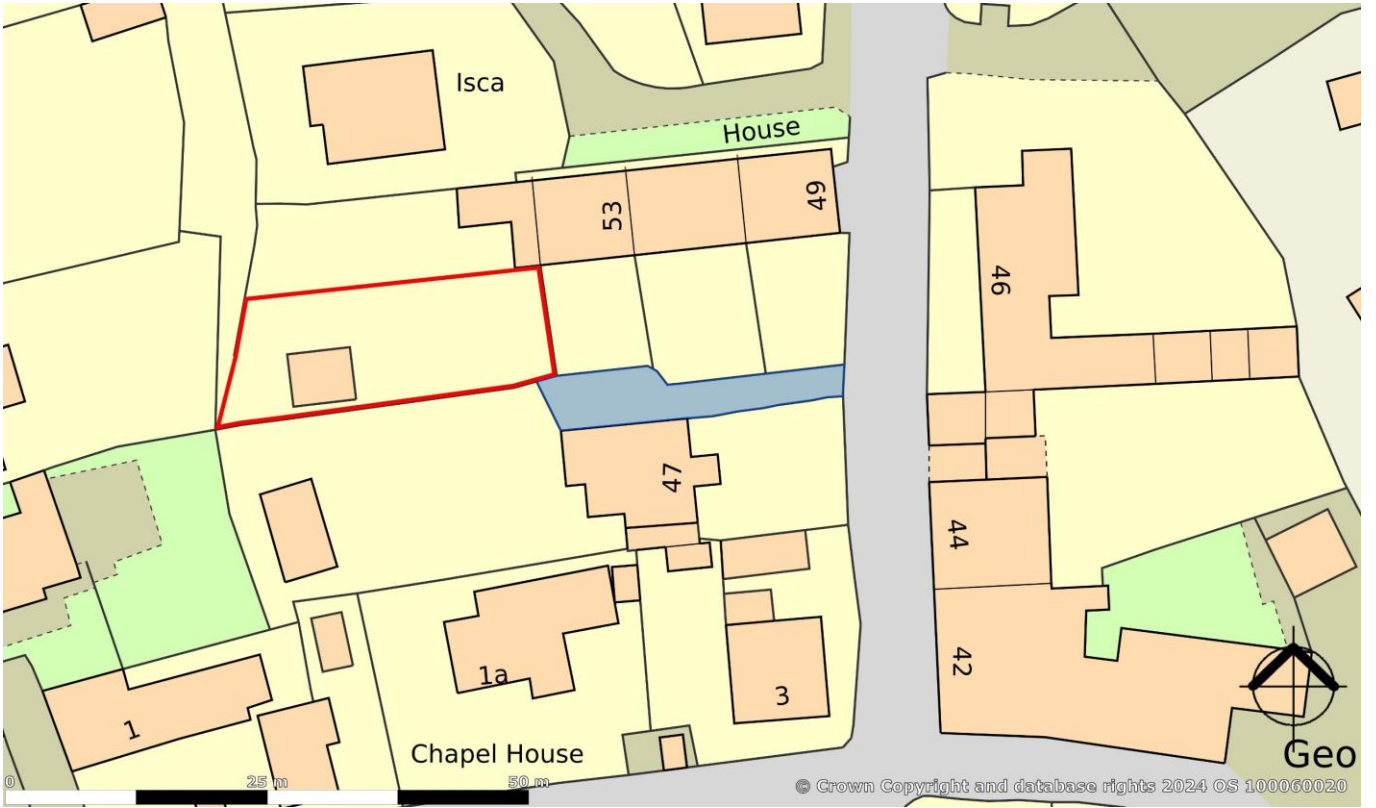 Isca
House
53
49
46
47
44
1a
42
3
1
Chapel House
Geo
0
25 m
50 m
© Crown Copyright and database rights 2024 OS 100060020